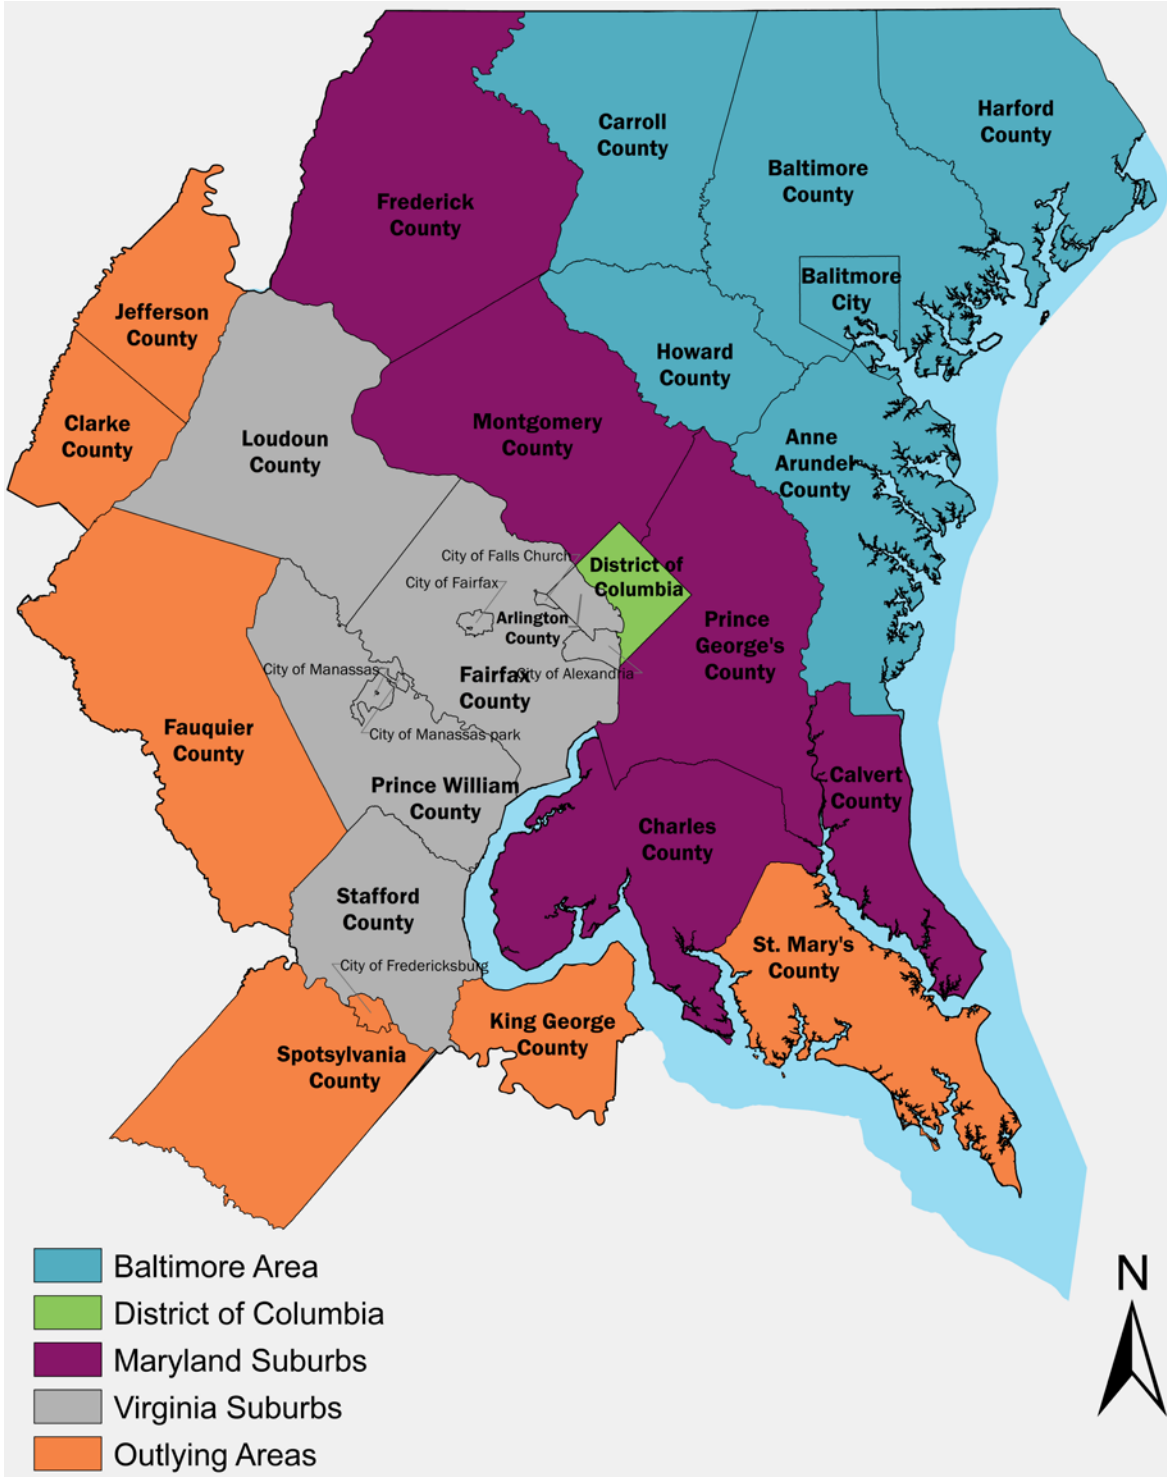 Carroll
County
Harford
County
Baltimore
County
Frederick
County
Balitmore
City
Jefferson
County
Howard
County
Clarke
County
Loudoun
County
Montgomery
County
Anne
Arundel
County
City of Falls Church
District of
Columbia
City of Fairfax
Arlington
County
Prince
George's
County
City of Manassas
Fairfax
County
City of Alexandria
Fauquier
County
City of Manassas park
Prince William
County
Calvert
County
Charles
County
Stafford
County
St. Mary's
County
City of Fredericksburg
King George
County
Spotsylvania
County
Baltimore Area
District of Columbia
Maryland Suburbs
Virginia Suburbs
Outlying Areas
N